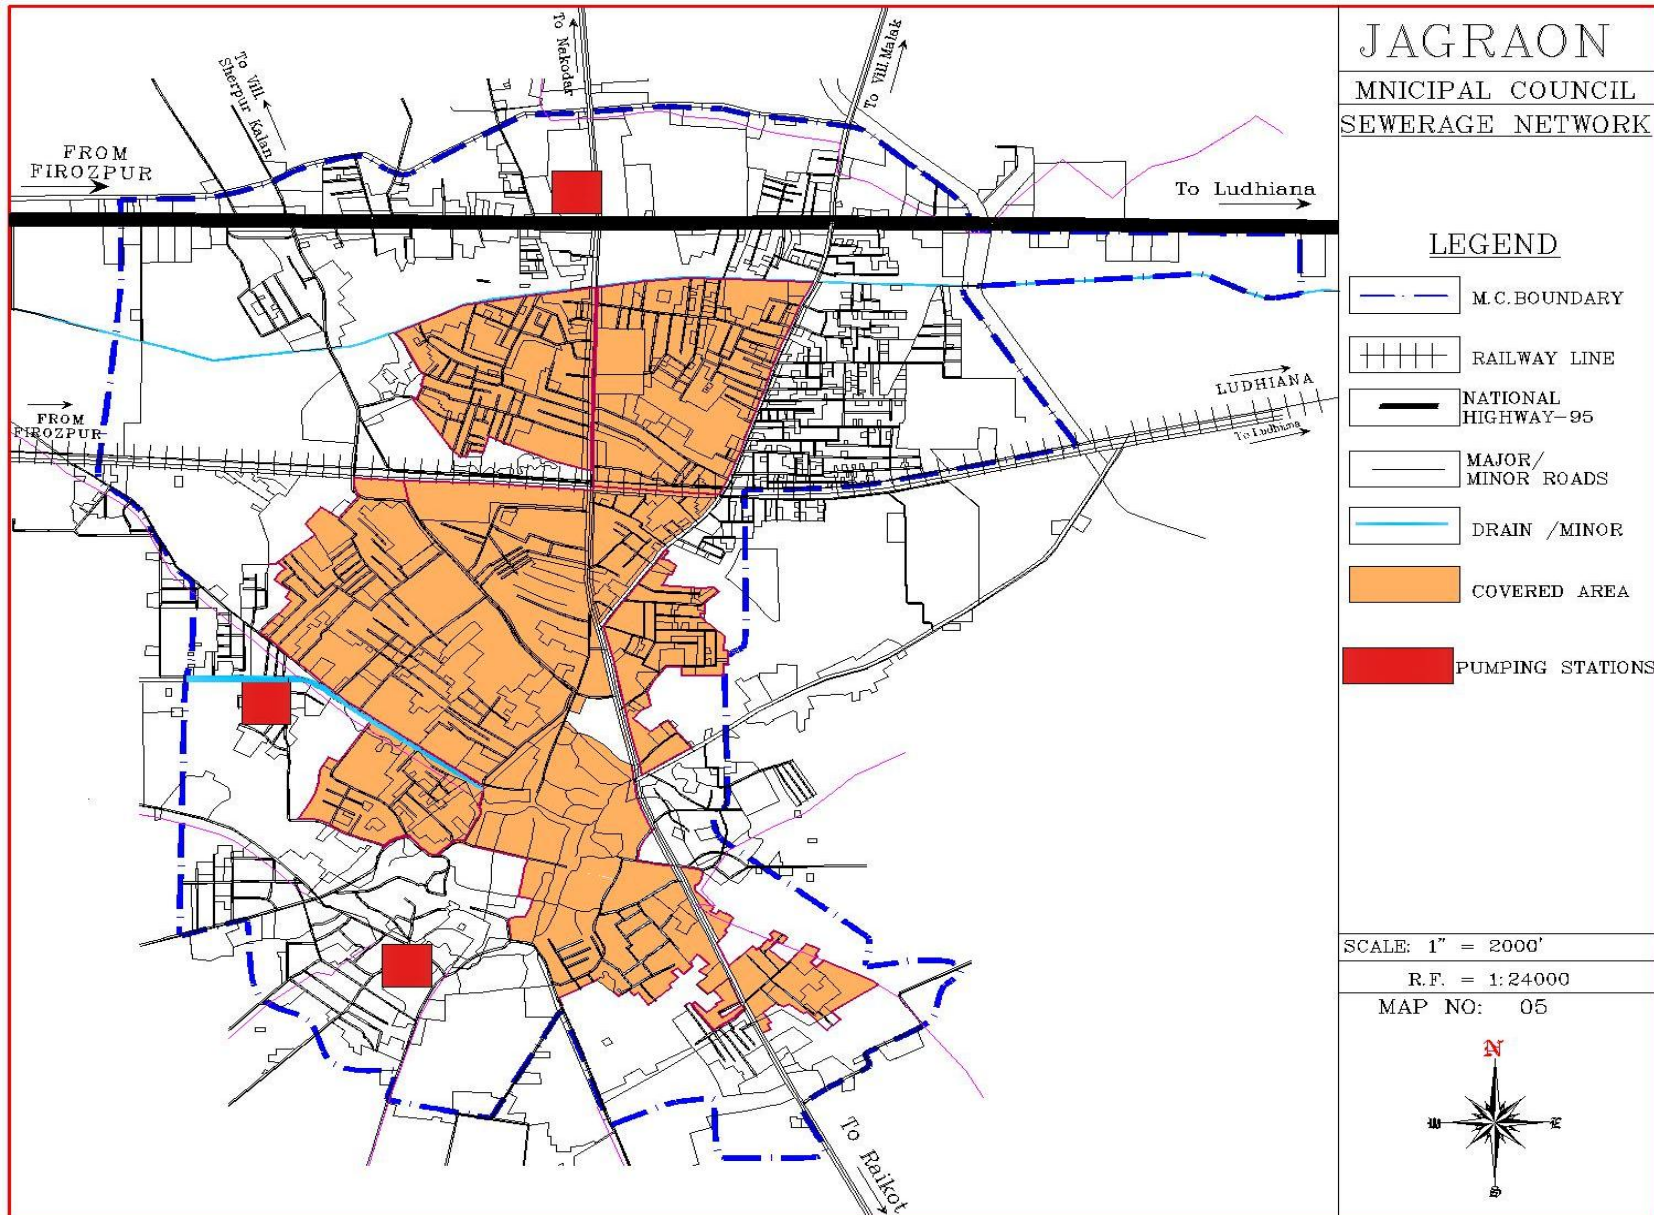 To Nakodar
To Vill. Malak
To Vill.
Sherpur Kalan
FROM
FIROZPUR
To Ludhiana
LUDHIANA
To Ludhiana
FROM
FIROZPUR
To Raikot
JAGRAON
MNICIPAL COUNCIL
SEWERAGE NETWORK
LEGEND
M.C.BOUNDARY
RAILWAY LINE
NATIONAL
HIGHWAY-95
MAJOR/
MINOR ROADS
DRAIN /MINOR
COVERED AREA
PUMPING STATIONS
SCALE: 1" = 2000'
R.F. = 1:24000
MAP NO: 05
N
W
E
S